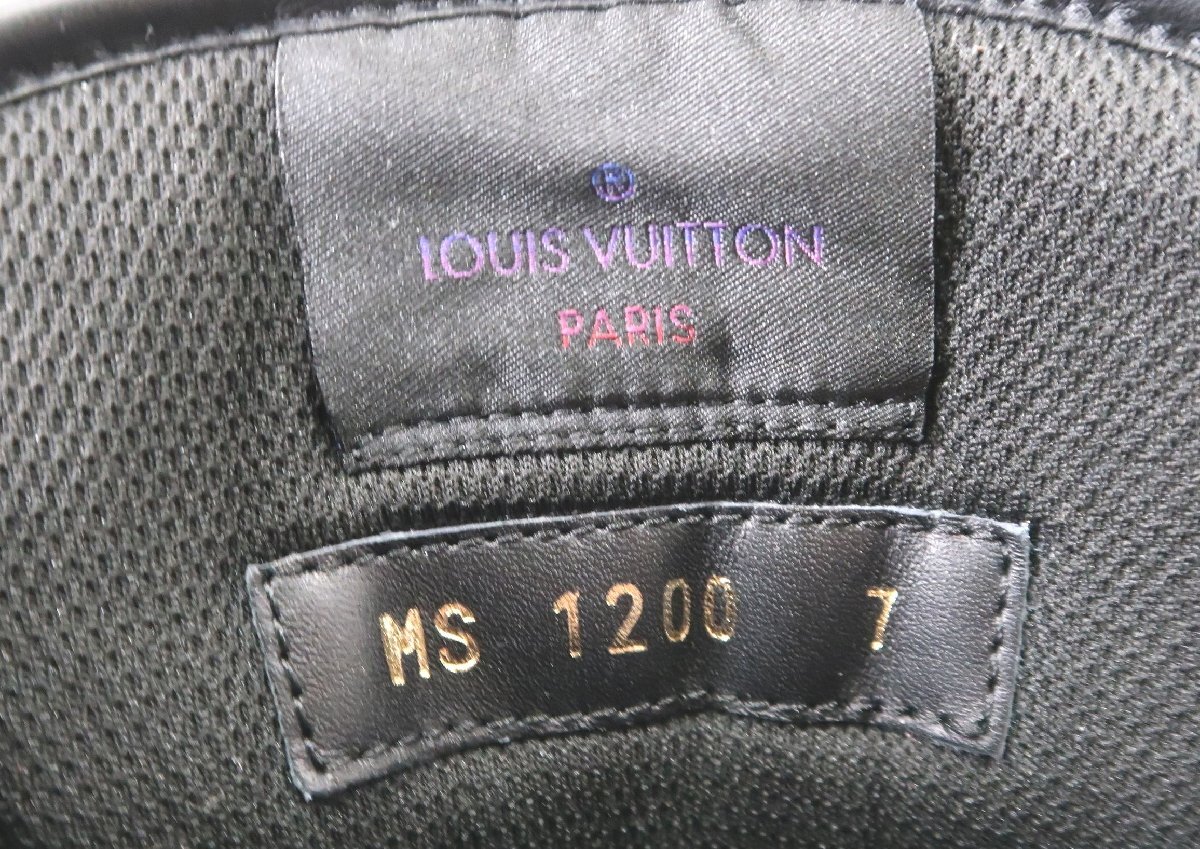 ®
LOUIS VUITTON
PARIS
MS 1200 7